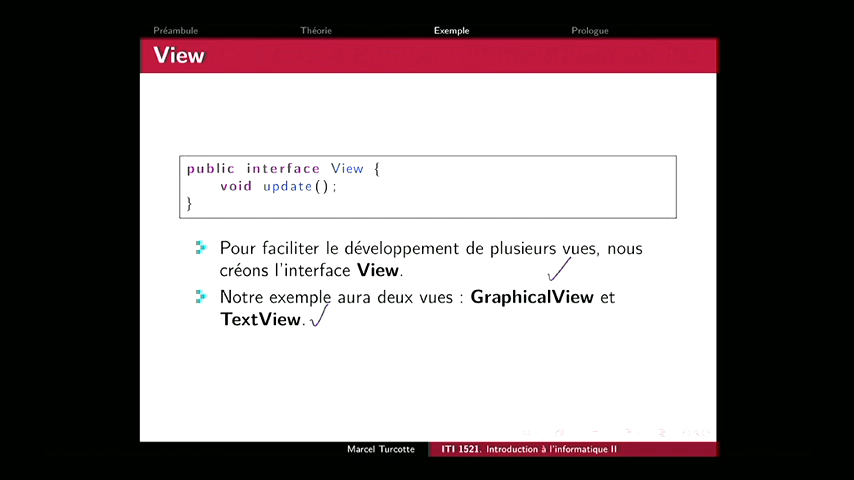 Préambule Théorie Exemple Prologue
View
public interface View {
void update();
}
Pour faciliter le développement de plusieurs vues, nous
créons l'interface View.
Notre exemple aura deux vues : GraphicalView et
TextView.
Marcel Turcotte ITI 1521. Introduction à l'informatique II